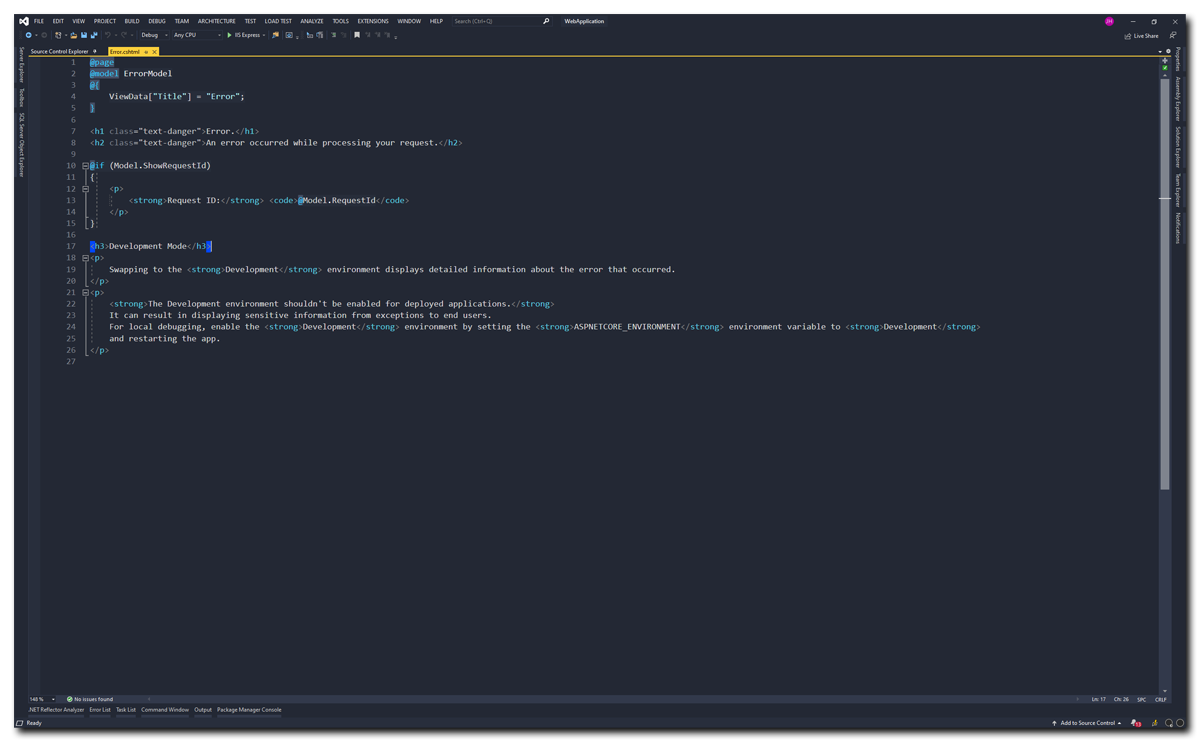 FILE EDIT VIEW PROJECT BUILD DEBUG TEAM ARCHITECTURE TEST LOAD TEST ANALYZE TOOLS EXTENSIONS WINDOW HELP Search (Ctrl+Q) WebApplication JH
Debug Any CPU IIS Express Live Share
Source Control Explorer Error.cshtml
Server Explorer
Toolbox
SQL Server Object Explorer
1 @page
2 @model ErrorModel
3 @{
4 ViewData["Title"] = "Error";
5 }
6
7 <h1 class="text-danger">Error.</h1>
8 <h2 class="text-danger">An error occurred while processing your request.</h2>
9
10 @if (Model.ShowRequestId)
11 {
12 <p>
13 <strong>Request ID:</strong> <code>@Model.RequestId</code>
14 </p>
15 }
16
17 <h3>Development Mode</h3>
18 <p>
19 Swapping to the <strong>Development</strong> environment displays detailed information about the error that occurred.
20 </p>
21 <p>
22 <strong>The Development environment shouldn't be enabled for deployed applications.</strong>
23 It can result in displaying sensitive information from exceptions to end users.
24 For local debugging, enable the <strong>Development</strong> environment by setting the <strong>ASPNETCORE_ENVIRONMENT</strong> environment variable to <strong>Development</strong>
25 and restarting the app.
26 </p>
27
Properties
Assembly Explorer
Solution Explorer
Team Explorer
Notifications
148 % No issues found Ln: 17 Ch: 26 SPC CRLF
.NET Reflector Analyzer Error List Task List Command Window Output Package Manager Console
Ready Add to Source Control 13